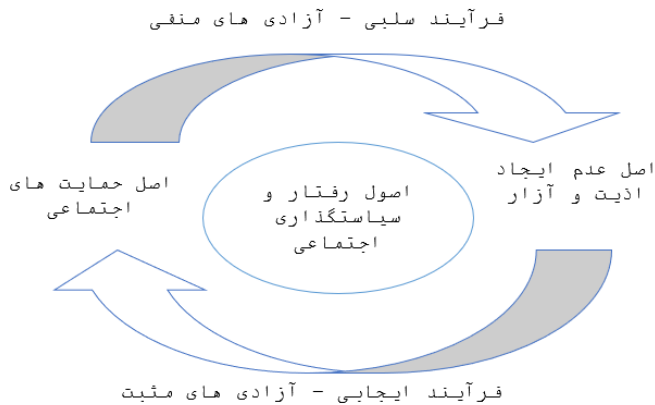 فرآیند سلبی – آزادی های منفی
اصل عدم ایجاد
اذیت و آزار
اصول رفتار و
سیاستگذاری
اجتماعی
اصل حمایت های
اجتماعی
فرآیند ایجابی – آزادی های مثبت